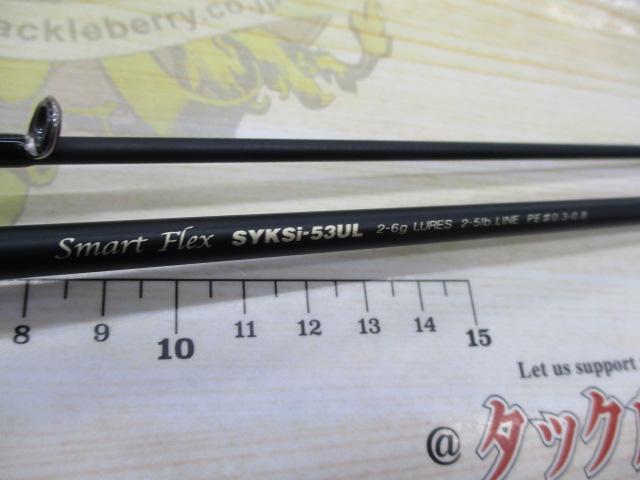 ackleberry.co.jp
Smart Flex SYKSi-53UL 2-6g LURES 2-5lb. LINE PE#0.3-0.8
8 9 10 11 12 13 14 15
Let us support
@タック